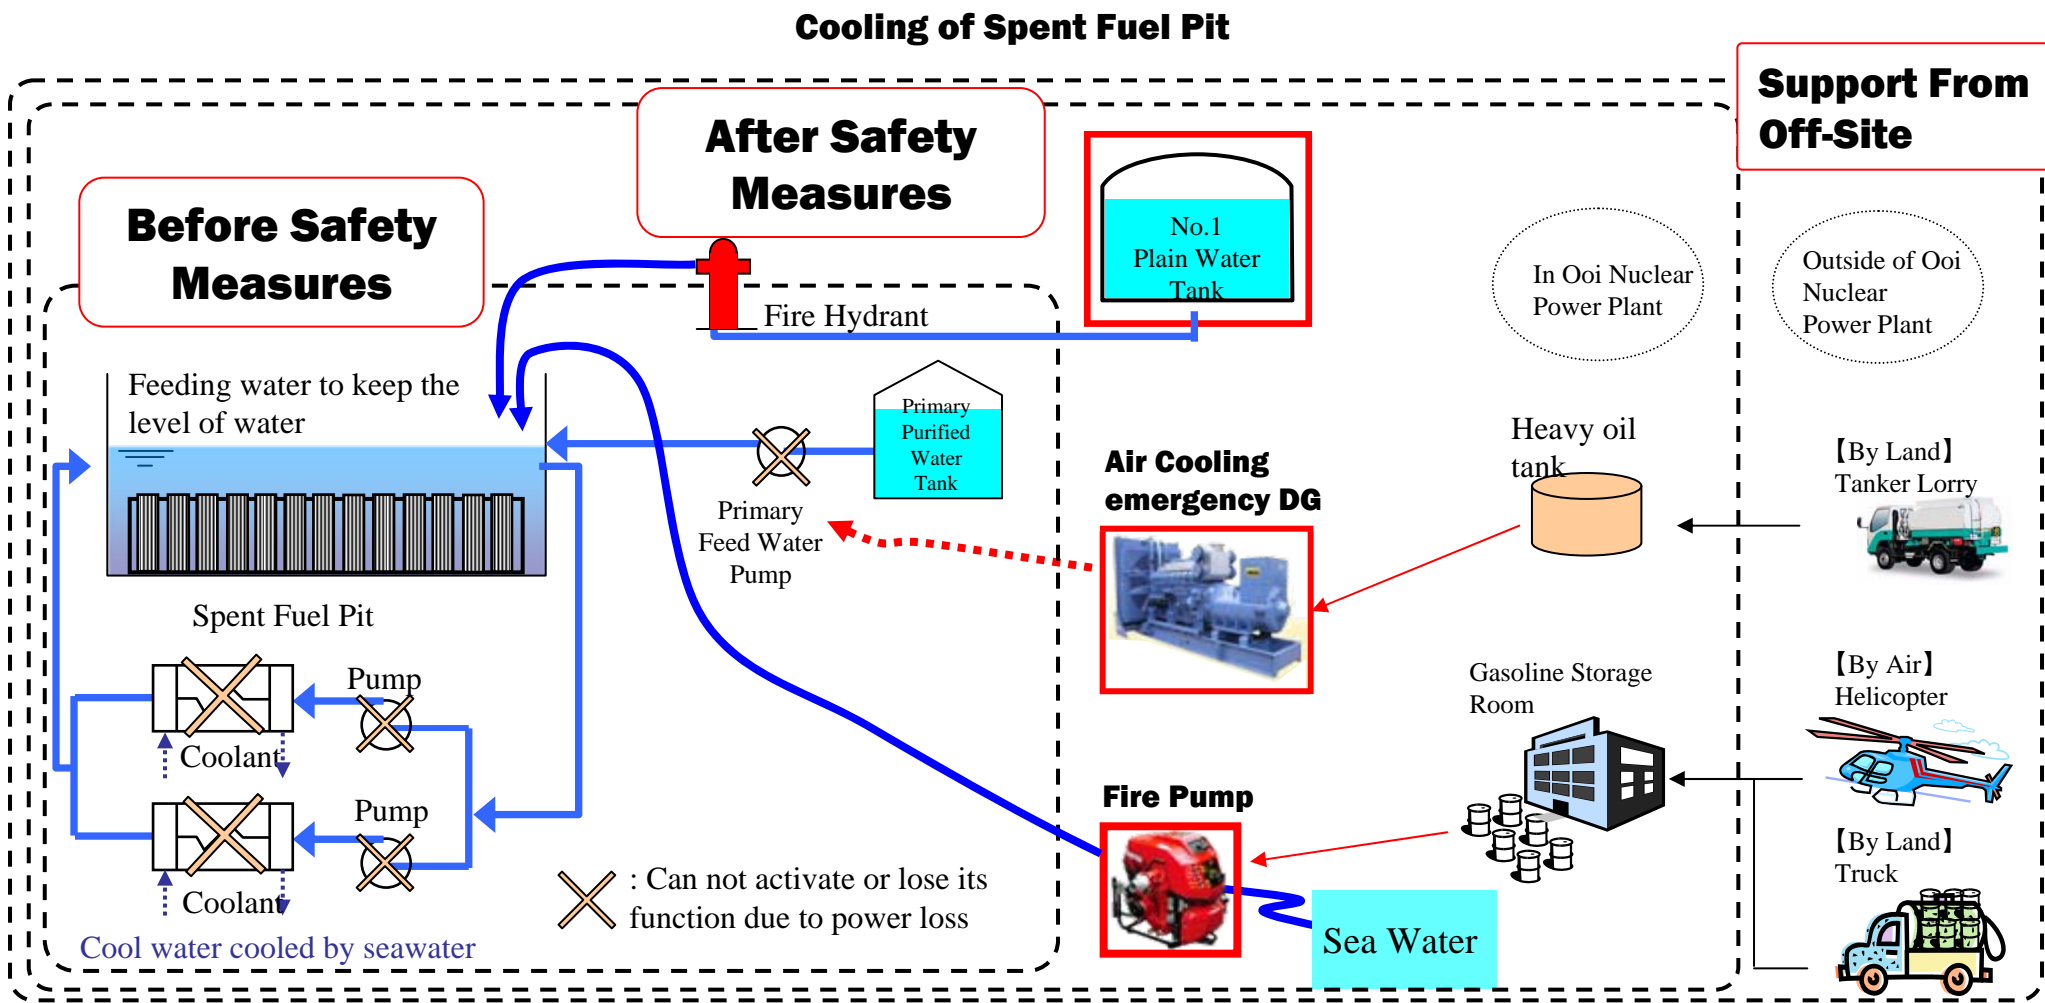 Cooling of Spent Fuel Pit
Support From
Off-Site
After Safety
Measures
Before Safety
Measures
No.1
Plain Water
Tank
In Ooi Nuclear
Power Plant
Outside of Ooi
Nuclear
Power Plant
Fire Hydrant
Feeding water to keep the
level of water
Primary
Purified
Water
Tank
Primary
Feed Water
Pump
Air Cooling
emergency DG
Heavy oil
tank
【By Land】
Tanker Lorry
Spent Fuel Pit
Pump
Coolant
Pump
Coolant
Cool water cooled by seawater
: Can not activate or lose its
function due to power loss
Gasoline Storage
Room
【By Air】
Helicopter
Fire Pump
【By Land】
Truck
Sea Water